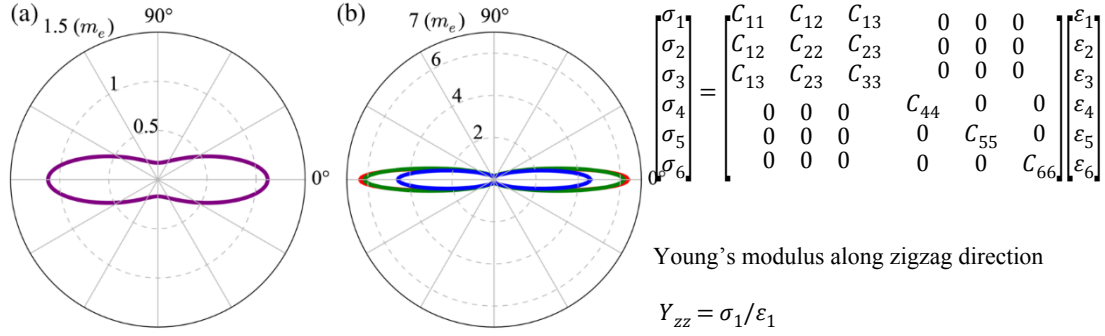 (a)
1.5 (mₑ)
90°
1
0.5
0°
(b)
7 (mₑ)
90°
6
4
2
0°
[σ₁] [C₁₁ C₁₂ C₁₃ 0 0 0] [ε₁]
[σ₂] [C₁₂ C₂₂ C₂₃ 0 0 0] [ε₂]
[σ₃] [C₁₃ C₂₃ C₃₃ 0 0 0] [ε₃]
[σ₄] = [0 0 0 C₄₄ 0 0] [ε₄]
[σ₅] [0 0 0 0 C₅₅ 0] [ε₅]
[σ₆] [0 0 0 0 0 C₆₆] [ε₆]
Young's modulus along zigzag direction
Y_zz = σ₁/ε₁